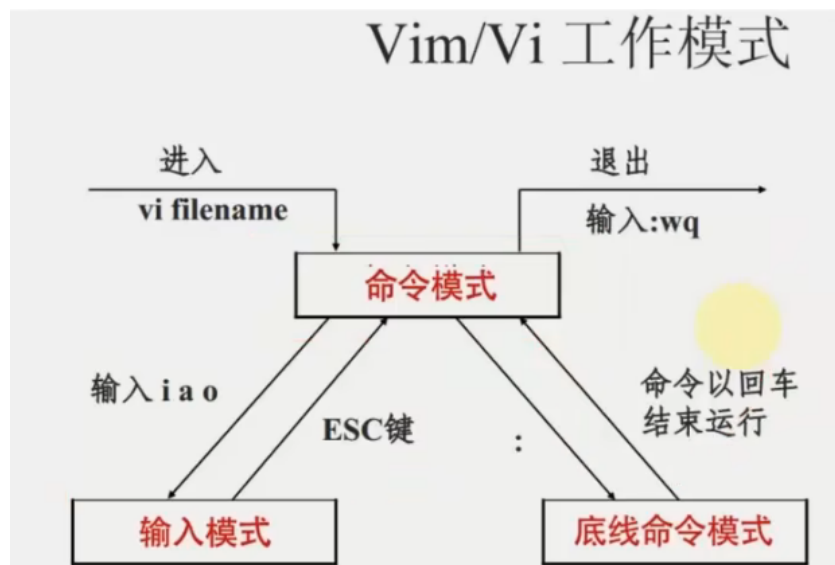 Vim/Vi 工作模式
进入
退出
vi filename
输入:wq
命令模式
输入 i a o
命令以回车
结束运行
ESC键
:
输入模式
底线命令模式